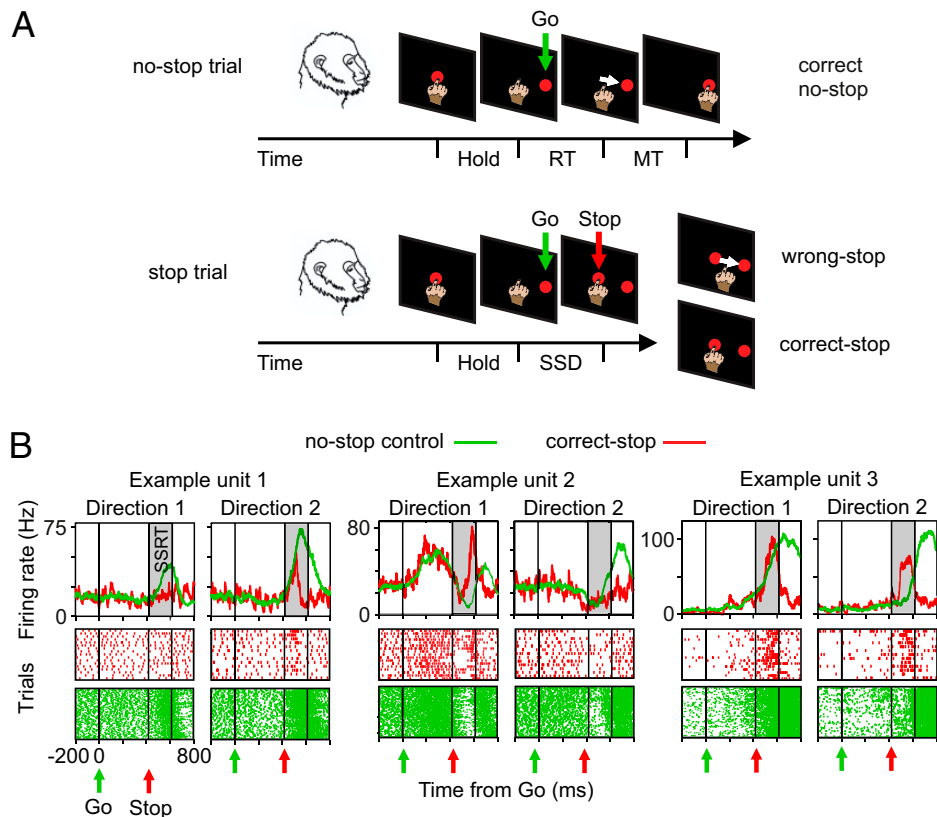 A
Go
no-stop trial
correct
no-stop
Time
Hold
RT
MT
Go
Stop
stop trial
wrong-stop
correct-stop
Time
Hold
SSD
B
no-stop control
correct-stop
Example unit 1
Example unit 2
Example unit 3
Direction 1
Direction 2
Direction 1
Direction 2
Direction 1
Direction 2
Firing rate (Hz)
75
0
SSRT
80
0
100
0
Trials
-200
0
800
Go
Stop
Time from Go (ms)